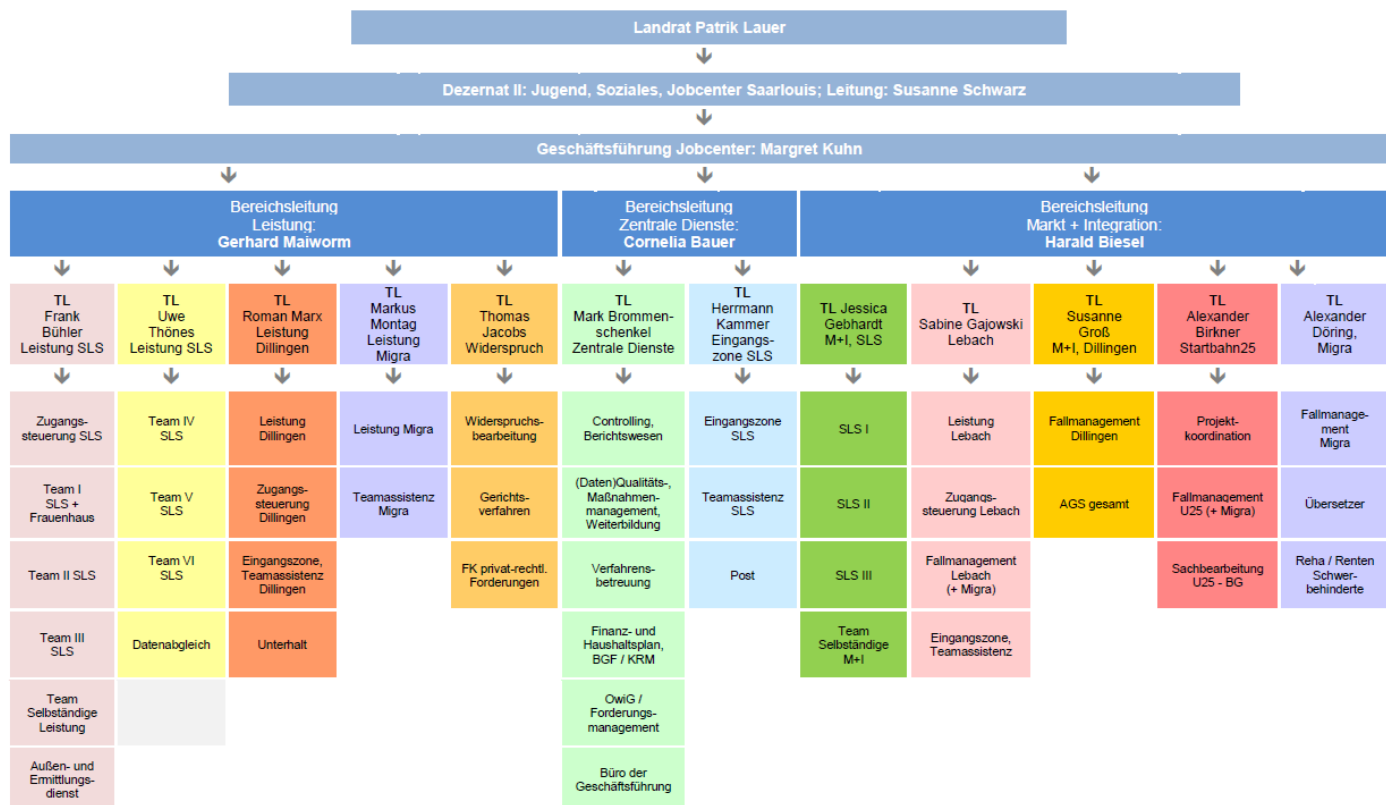 Landrat Patrik Lauer
Dezernat II: Jugend, Soziales, Jobcenter Saarlouis; Leitung: Susanne Schwarz
Geschäftsführung Jobcenter: Margret Kuhn
Bereichsleitung
Leistung:
Gerhard Maiworm
Bereichsleitung
Zentrale Dienste:
Cornelia Bauer
Bereichsleitung
Markt + Integration:
Harald Biesel
TL
Frank
Bühler
Leistung SLS
TL
Uwe
Thönes
Leistung SLS
TL
Roman Marx
Leistung
Dillingen
TL
Markus
Montag
Leistung
Migra
TL
Thomas
Jacobs
Widerspruch
TL
Mark Brommen-
schenkel
Zentrale Dienste
TL
Herrmann
Kammer
Eingangs-
zone SLS
TL Jessica
Gebhardt
M+I, SLS
TL
Sabine Gajowski
Lebach
TL
Susanne
Groß
M+I, Dillingen
TL
Alexander
Birkner
Startbahn25
TL
Alexander
Döring,
Migra
Zugangs-
steuerung SLS
Team IV
SLS
Leistung
Dillingen
Leistung Migra
Widerspruchs-
bearbeitung
Controlling,
Berichtswesen
Eingangszone
SLS
SLS I
Leistung
Lebach
Fallmanagement
Dillingen
Projekt-
koordination
Fallmanage-
ment
Migra
Team I
SLS +
Frauenhaus
Team V
SLS
Zugangs-
steuerung
Dillingen
Teamassistenz
Migra
Gerichts-
verfahren
(Daten)Qualitäts-,
Maßnahmen-
management,
Weiterbildung
Teamassistenz
SLS
SLS II
Zugangs-
steuerung Lebach
AGS gesamt
Fallmanagement
U25 (+ Migra)
Übersetzer
Team II SLS
Team VI
SLS
Eingangszone,
Teamassistenz
Dillingen
FK privat-rechtl.
Forderungen
Verfahrens-
betreuung
Post
SLS III
Fallmanagement
Lebach
(+ Migra)
Sachbearbeitung
U25 - BG
Reha / Renten
Schwer-
behinderte
Team III
SLS
Datenabgleich
Unterhalt
Finanz- und
Haushaltsplan,
BGF / KRM
Team
Selbständige
M+I
Eingangszone,
Teamassistenz
Team
Selbständige
Leistung
OwiG /
Forderungs-
management
Außen- und
Ermittlungs-
dienst
Büro der
Geschäftsführung